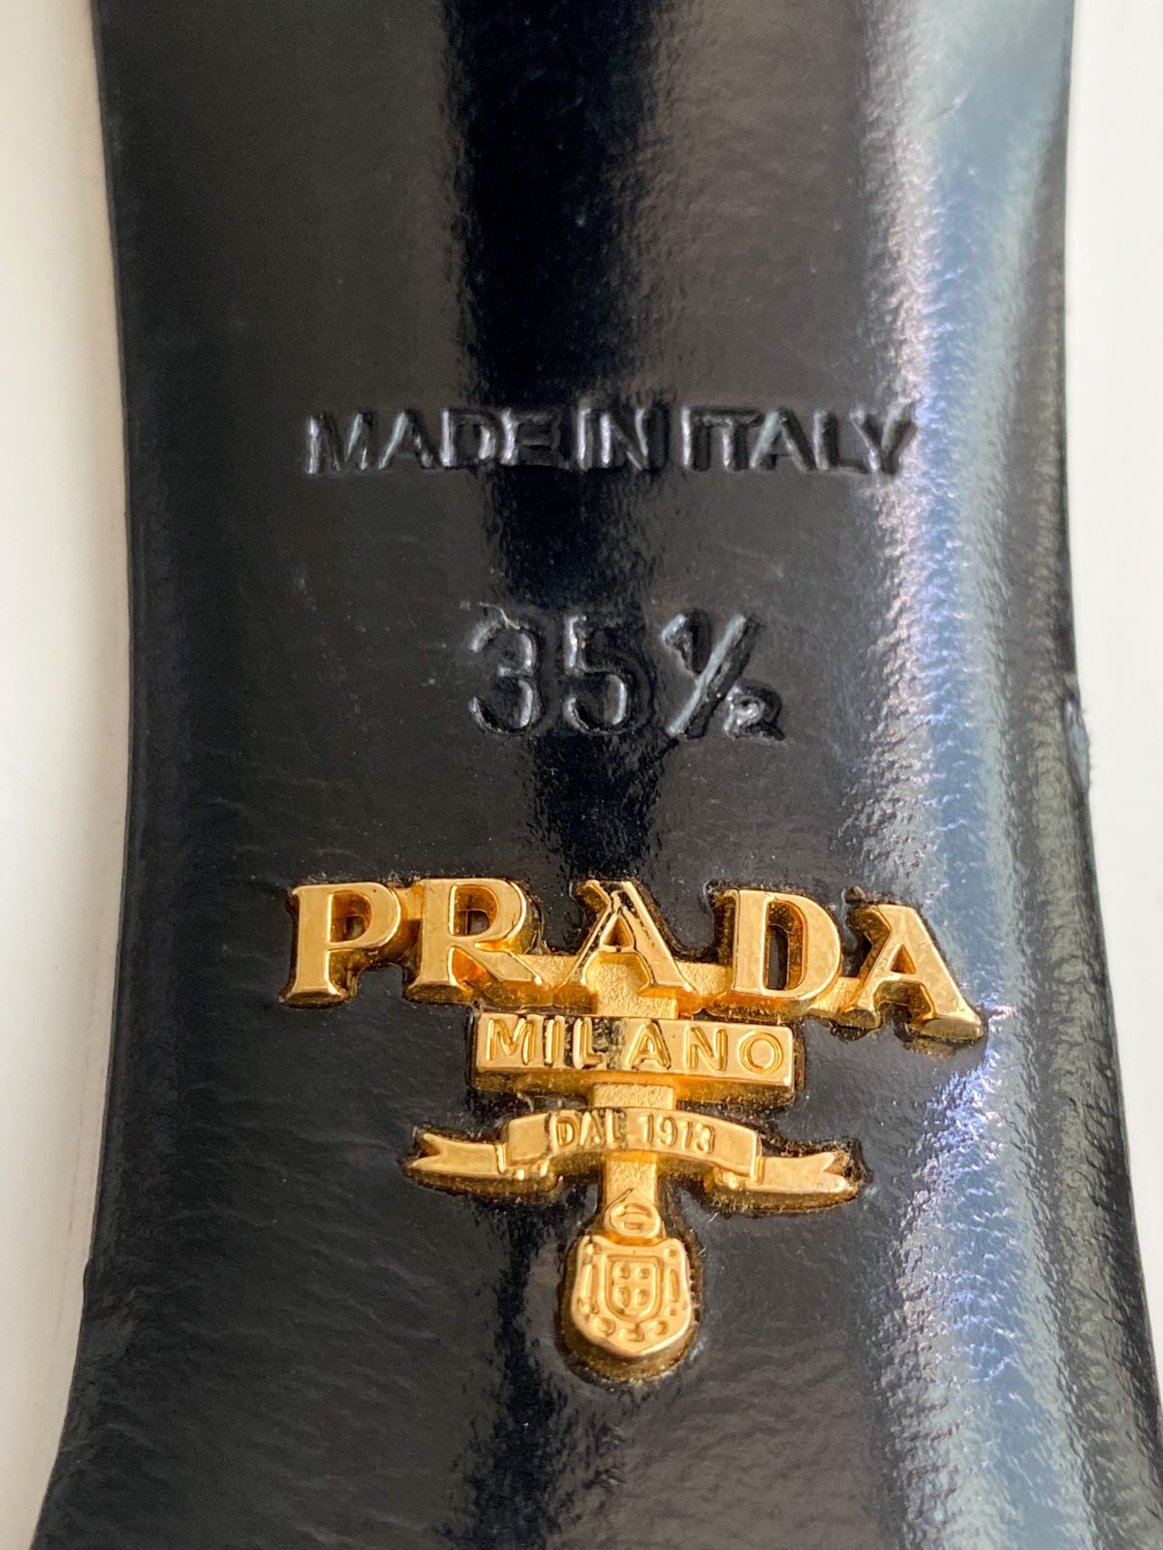 MADE IN ITALY
35½
PRADA
MILANO
DAL 1913